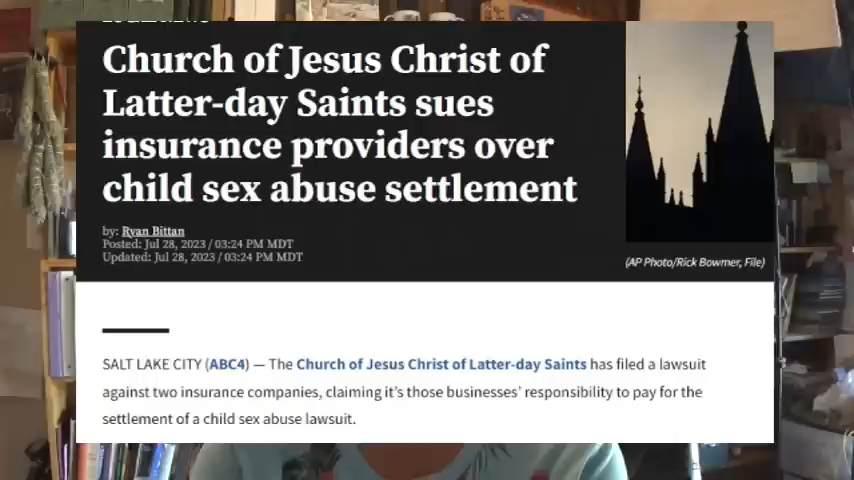 Church of Jesus Christ of
Latter-day Saints sues
insurance providers over
child sex abuse settlement
by: Ryan Bittan
Posted: Jul 28, 2023 / 03:24 PM MDT
Updated: Jul 28, 2023 / 03:24 PM MDT
(AP Photo/Rick Bowmer, File)
SALT LAKE CITY (ABC4) — The Church of Jesus Christ of Latter-day Saints has filed a lawsuit
against two insurance companies, claiming it's those businesses' responsibility to pay for the
settlement of a child sex abuse lawsuit.